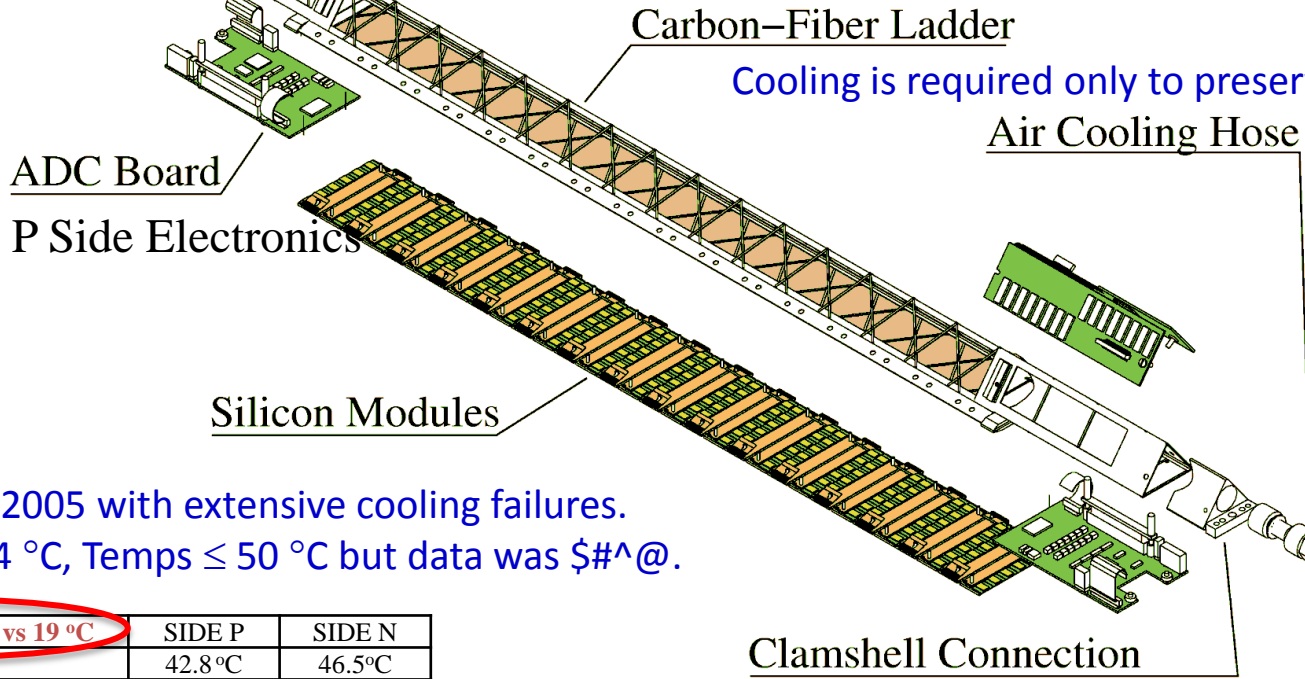 Carbon–Fiber Ladder
Cooling is required only to preser
Air Cooling Hose
ADC Board
P Side Electronics
Silicon Modules
2005 with extensive cooling failures.
4 °C, Temps ≤ 50 °C but data was $#^@.
vs 19 °C SIDE P SIDE N
42.8 °C 46.5°C
Clamshell Connection